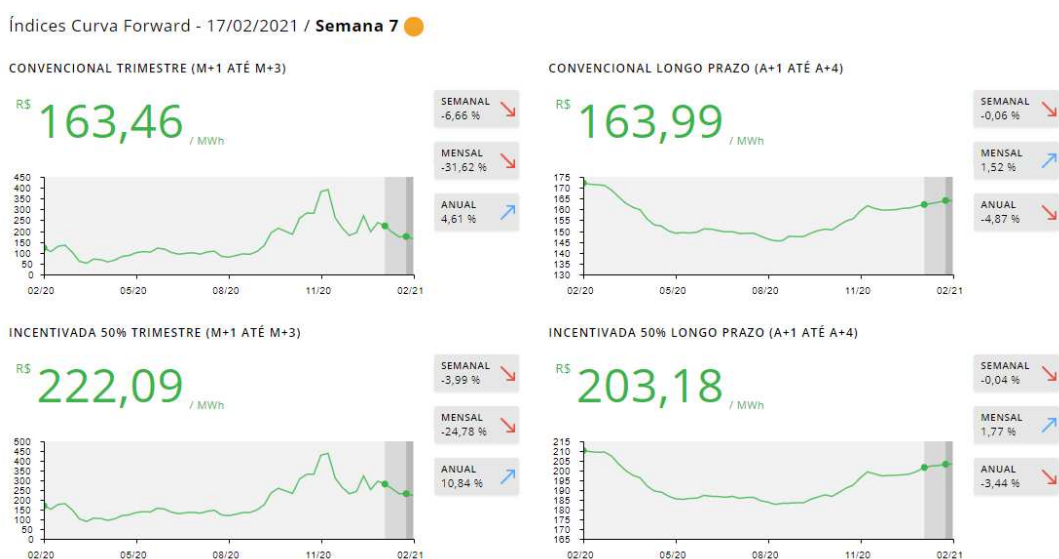 Índices Curva Forward - 17/02/2021 / Semana 7
CONVENCIONAL TRIMESTRE (M+1 ATÉ M+3)
R$ 163,46 / MWh
SEMANAL
-6,66 %
MENSAL
-31,62 %
ANUAL
4,61 %
450
400
350
300
250
200
150
100
50
0
02/20 05/20 08/20 11/20 02/21
CONVENCIONAL LONGO PRAZO (A+1 ATÉ A+4)
R$ 163,99 / MWh
SEMANAL
-0,06 %
MENSAL
1,52 %
ANUAL
-4,87 %
175
170
165
160
155
150
145
140
135
130
02/20 05/20 08/20 11/20 02/21
INCENTIVADA 50% TRIMESTRE (M+1 ATÉ M+3)
R$ 222,09 / MWh
SEMANAL
-3,99 %
MENSAL
-24,78 %
ANUAL
10,84 %
500
450
400
350
300
250
200
150
100
50
0
02/20 05/20 08/20 11/20 02/21
INCENTIVADA 50% LONGO PRAZO (A+1 ATÉ A+4)
R$ 203,18 / MWh
SEMANAL
-0,04 %
MENSAL
1,77 %
ANUAL
-3,44 %
215
210
205
200
195
190
185
180
175
170
165
02/20 05/20 08/20 11/20 02/21